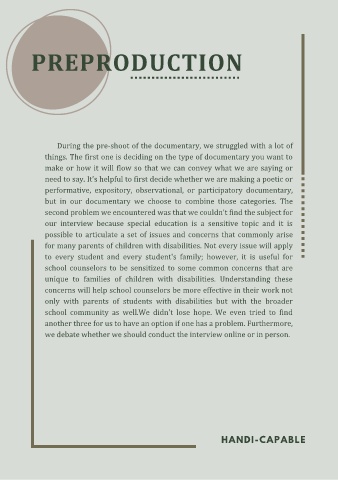 PREPRODUCTION
During the pre-shoot of the documentary, we struggled with a lot of
things. The first one is deciding on the type of documentary you want to
make or how it will flow so that we can convey what we are saying or
need to say. It's helpful to first decide whether we are making a poetic or
performative, expository, observational, or participatory documentary,
but in our documentary we choose to combine those categories. The
second problem we encountered was that we couldn't find the subject for
our interview because special education is a sensitive topic and it is
possible to articulate a set of issues and concerns that commonly arise
for many parents of children with disabilities. Not every issue will apply
to every student and every student's family; however, it is useful for
school counselors to be sensitized to some common concerns that are
unique to families of children with disabilities. Understanding these
concerns will help school counselors be more effective in their work not
only with parents of students with disabilities but with the broader
school community as well.We didn't lose hope. We even tried to find
another three for us to have an option if one has a problem. Furthermore,
we debate whether we should conduct the interview online or in person.
HANDI-CAPABLE